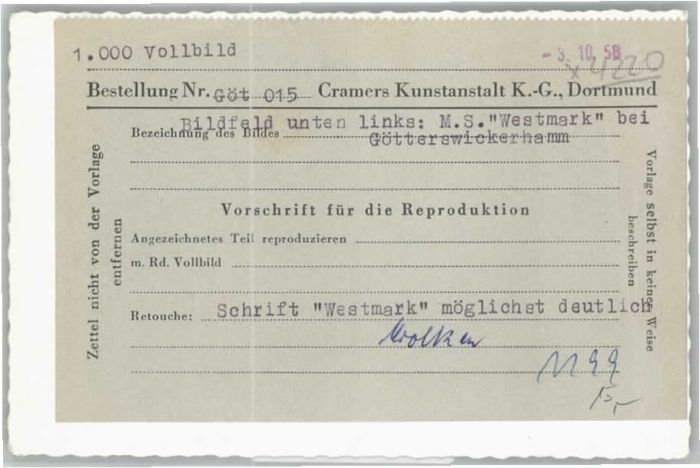 1.000 Vollbild
- 3. 10. 58
x 4220
Bestellung Nr. Göt 015 Cramers Kunstanstalt K.-G., Dortmund
Bezeichnung des Bildes Bildfeld unten links: M.S."Westmark" bei
Götterswickerhamm
Vorschrift für die Reproduktion
Angezeichnetes Teil reproduzieren
m. Rd. Vollbild
Retouche: Schrift "Westmark" möglichst deutlich
Wolken
Zettel nicht von der Vorlage
entfernen
Vorlage selbst in keiner Weise
beschreiben